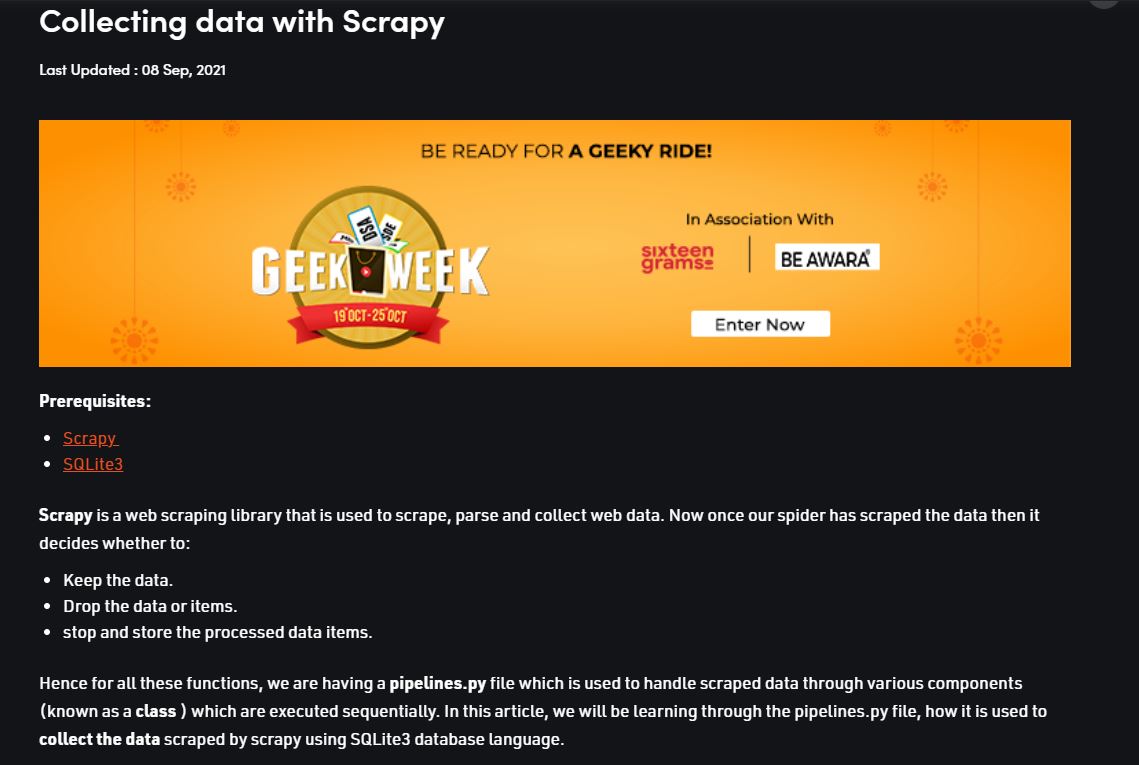 Collecting data with Scrapy
Last Updated : 08 Sep, 2021
BE READY FOR A GEEKY RIDE!
DSA
SDE
GEEK WEEK
19 OCT - 25 OCT
In Association With
sixteen
grams
BE AWARA
Enter Now
Prerequisites:
Scrapy
SQLite3
Scrapy is a web scraping library that is used to scrape, parse and collect web data. Now once our spider has scraped the data then it
decides whether to:
Keep the data.
Drop the data or items.
stop and store the processed data items.
Hence for all these functions, we are having a pipelines.py file which is used to handle scraped data through various components
(known as a class ) which are executed sequentially. In this article, we will be learning through the pipelines.py file, how it is used to
collect the data scraped by scrapy using SQLite3 database language.